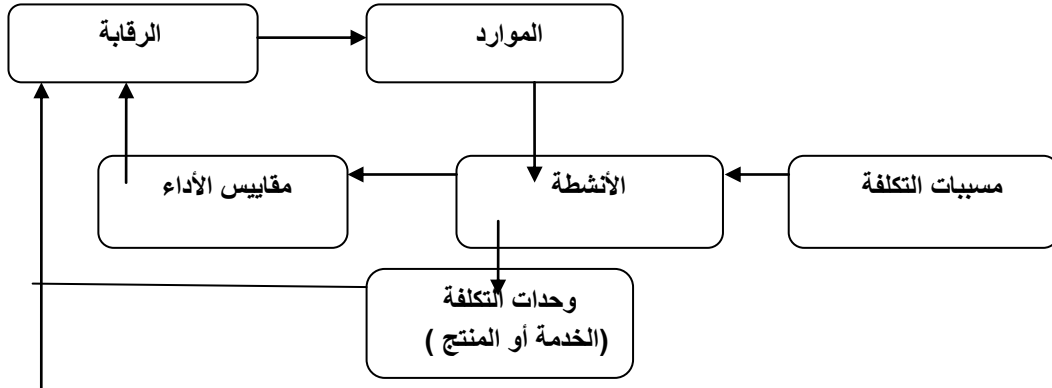 الرقابة
الموارد
مسببات التكلفة
الأنشطة
مقاييس الأداء
وحدات التكلفة
(الخدمة أو المنتج )